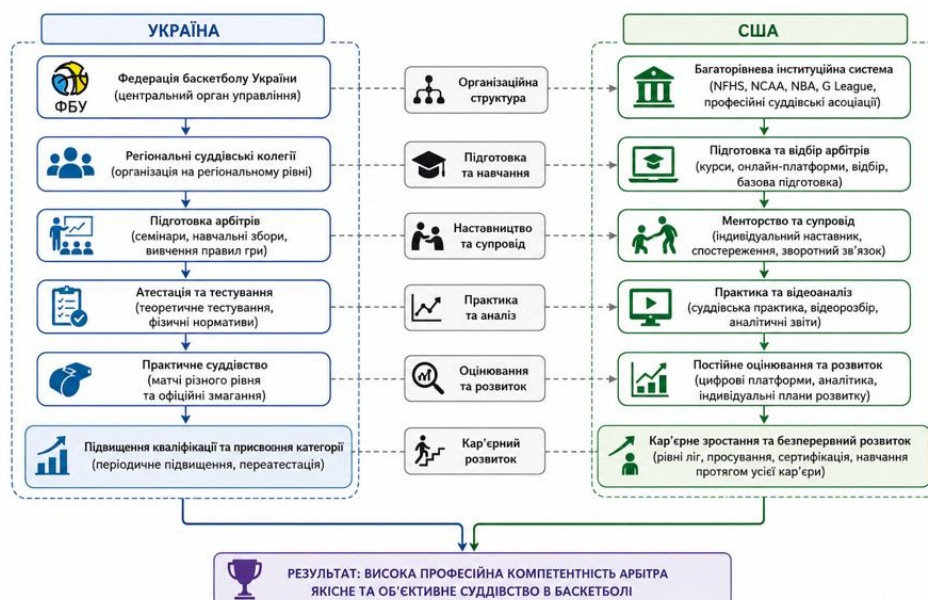 УКРАЇНА
ФБУ
Федерація баскетболу України
(центральний орган управління)
Регіональні суддівські колегії
(організація на регіональному рівні)
Підготовка арбітрів
(семінари, навчальні збори,
вивчення правил гри)
Атестація та тестування
(теоретичне тестування,
фізичні нормативи)
Практичне суддівство
(матчі різного рівня
та офіційні змагання)
Підвищення кваліфікації та присвоєння категорії
(періодичне підвищення, переатестація)
Організаційна
структура
Підготовка
та навчання
Наставництво
та супровід
Практика
та аналіз
Оцінювання
та розвиток
Кар’єрний
розвиток
США
Багаторівнева інституційна система
(NFHS, NCAA, NBA, G League,
професійні суддівські асоціації)
Підготовка та відбір арбітрів
(курси, онлайн-платформи, відбір,
базова підготовка)
Менторство та супровід
(індивідуальний наставник,
спостереження, зворотний зв’язок)
Практика та відеоаналіз
(суддівська практика, відеорозбір,
аналітичні звіти)
Постійне оцінювання та розвиток
(цифрові платформи, аналітика,
індивідуальні плани розвитку)
Кар’єрне зростання та безперервний розвиток
(рівні ліг, просування, сертифікація, навчання
протягом усієї кар’єри)
РЕЗУЛЬТАТ: ВИСОКА ПРОФЕСІЙНА КОМПЕТЕНТНІСТЬ АРБІТРА
ЯКІСНЕ ТА ОБ’ЄКТИВНЕ СУДДІВСТВО В БАСКЕТБОЛІ